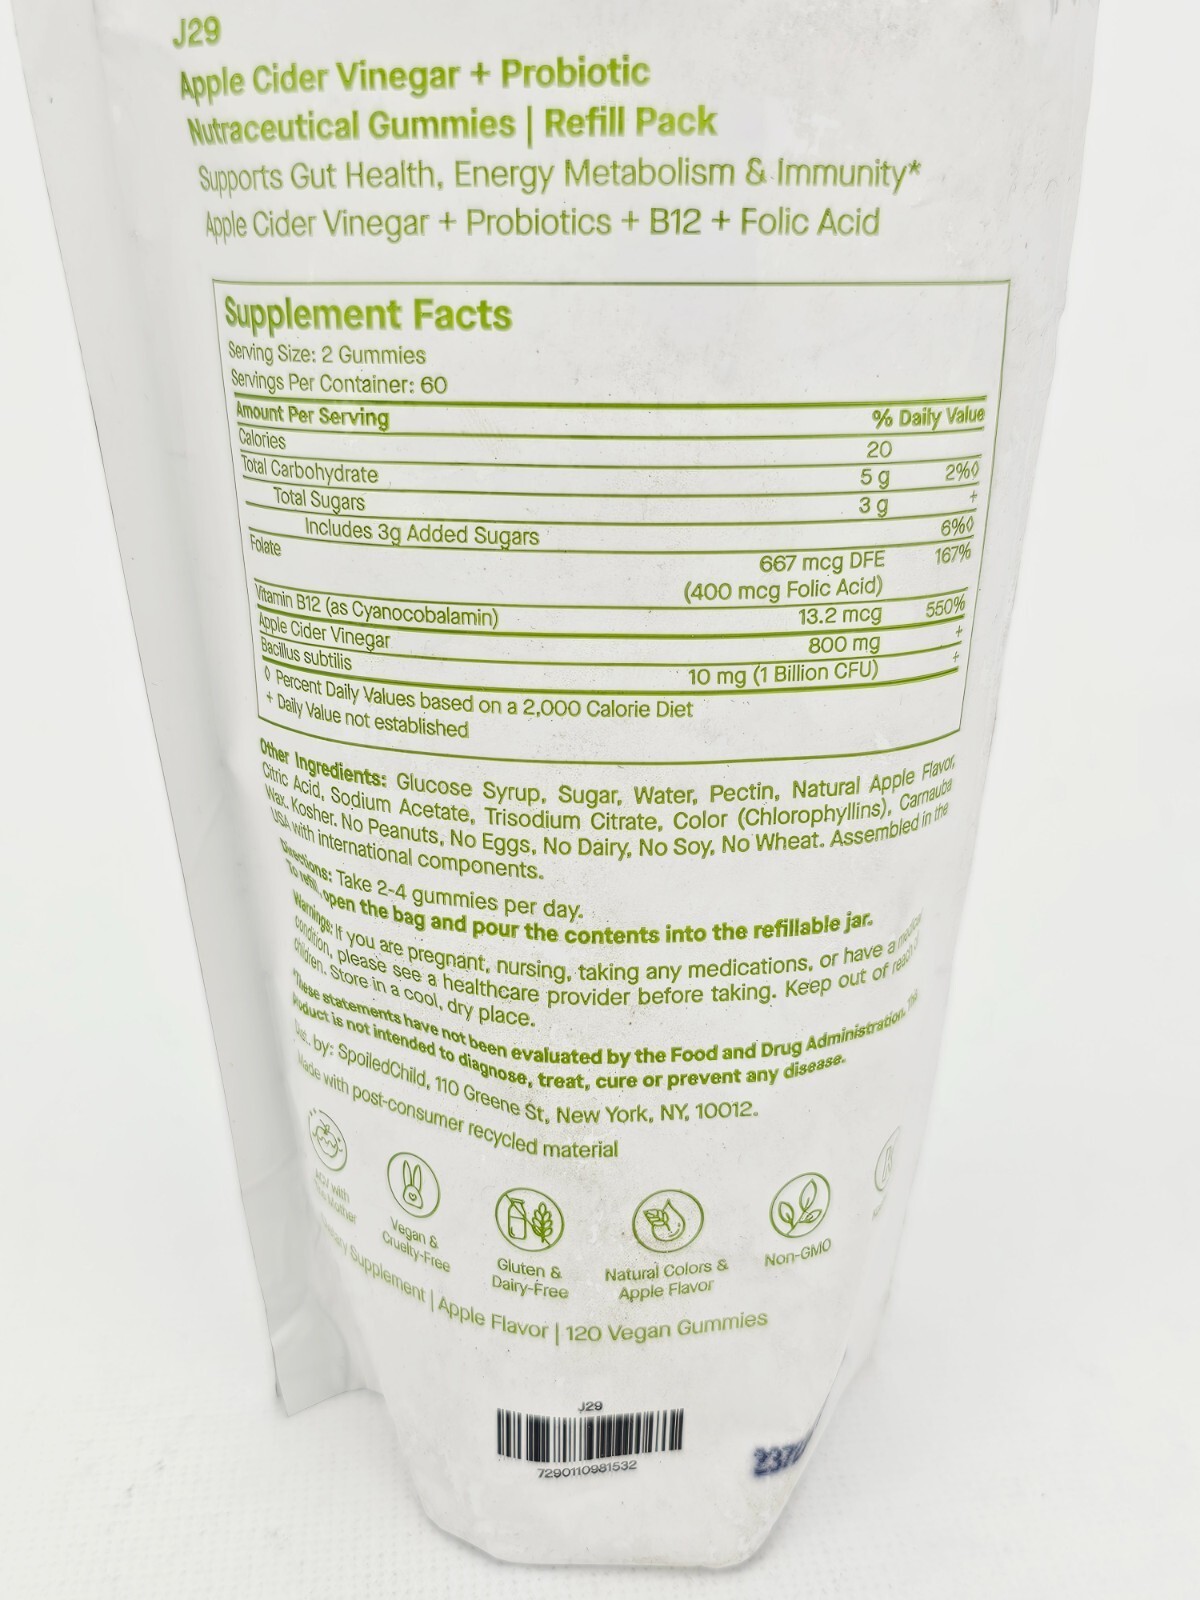 J29
Apple Cider Vinegar + Probiotic
Nutraceutical Gummies | Refill Pack
Supports Gut Health, Energy Metabolism & Immunity*
Apple Cider Vinegar + Probiotics + B12 + Folic Acid
Supplement Facts
Serving Size: 2 Gummies
Servings Per Container: 60
Amount Per Serving % Daily Value
Calories 20
Total Carbohydrate 5 g 2%◊
Total Sugars 3 g +
Includes 3g Added Sugars 6%◊
Folate 667 mcg DFE 167%
(400 mcg Folic Acid)
Vitamin B12 (as Cyanocobalamin) 13.2 mcg 550%
Apple Cider Vinegar 800 mg +
Bacillus subtilis 10 mg (1 Billion CFU) +
◊ Percent Daily Values based on a 2,000 Calorie Diet
+ Daily Value not established
Other Ingredients: Glucose Syrup, Sugar, Water, Pectin, Natural Apple Flavor,
Citric Acid, Sodium Acetate, Trisodium Citrate, Color (Chlorophyllins), Carnauba
Wax. Kosher. No Peanuts, No Eggs, No Dairy, No Soy, No Wheat. Assembled in the
USA with international components.
Directions: Take 2-4 gummies per day.
To refill, open the bag and pour the contents into the refillable jar.
Warnings: If you are pregnant, nursing, taking any medications, or have a medical
condition, please see a healthcare provider before taking. Keep out of reach of
children. Store in a cool, dry place.
*These statements have not been evaluated by the Food and Drug Administration. This
product is not intended to diagnose, treat, cure or prevent any disease.
Dist. by: SpoiledChild, 110 Greene St, New York, NY, 10012.
Made with post-consumer recycled material
ACV with
the Mother
Vegan &
Cruelty-Free
Gluten &
Dairy-Free
Natural Colors &
Apple Flavor
Non-GMO
Supplement | Apple Flavor | 120 Vegan Gummies
J29
7290110981532